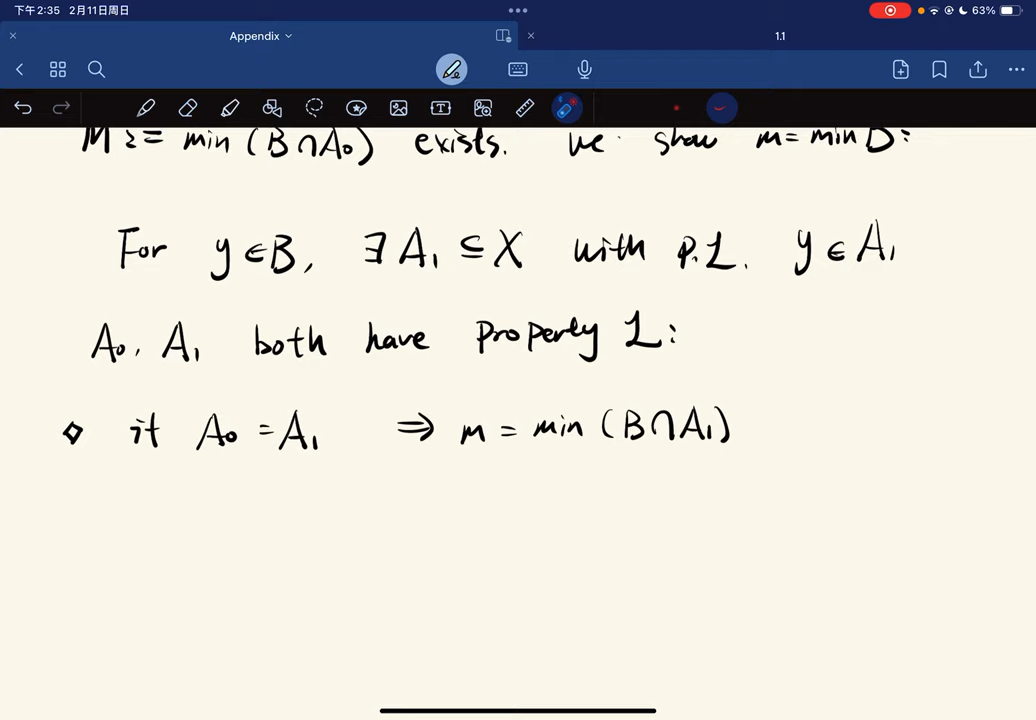 下午2:35 2月11日周日
63%
Appendix
1.1
M := min (B∩A₀) exists. We show m = min B:
For y ∈ B, ∃ A₁ ⊆ X with P.L. y ∈ A₁
A₀, A₁ both have Property L:
◇ if A₀ = A₁ ⇒ m = min (B∩A₁)